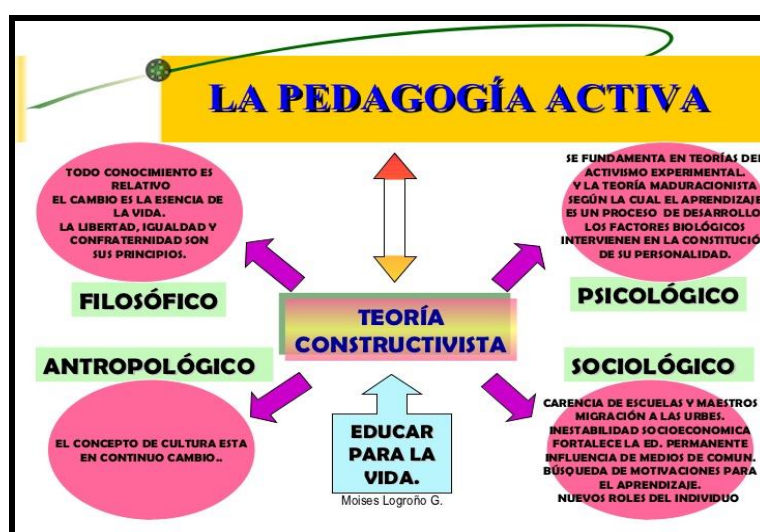 LA PEDAGOGÍA ACTIVA
TODO CONOCIMIENTO ES
RELATIVO
EL CAMBIO ES LA ESENCIA DE
LA VIDA.
LA LIBERTAD, IGUALDAD Y
CONFRATERNIDAD SON
SUS PRINCIPIOS.
FILOSÓFICO
SE FUNDAMENTA EN TEORÍAS DEL
ACTIVISMO EXPERIMENTAL.
Y LA TEORÍA MADURACIONISTA
SEGÚN LA CUAL EL APRENDIZAJE
ES UN PROCESO DE DESARROLLO
LOS FACTORES BIOLÓGICOS
INTERVIENEN EN LA CONSTITUCIÓ
DE SU PERSONALIDAD.
PSICOLÓGICO
TEORÍA
CONSTRUCTIVISTA
ANTROPOLÓGICO
EL CONCEPTO DE CULTURA ESTA
EN CONTINUO CAMBIO..
SOCIOLÓGICO
CARENCIA DE ESCUELAS Y MAESTROS
MIGRACIÓN A LAS URBES.
INESTABILIDAD SOCIOECONOMICA
FORTALECE LA ED. PERMANENTE
INFLUENCIA DE MEDIOS DE COMUN.
BÚSQUEDA DE MOTIVACIONES PARA
EL APRENDIZAJE.
NUEVOS ROLES DEL INDIVIDUO
EDUCAR
PARA LA
VIDA.
Moises Logroño G.